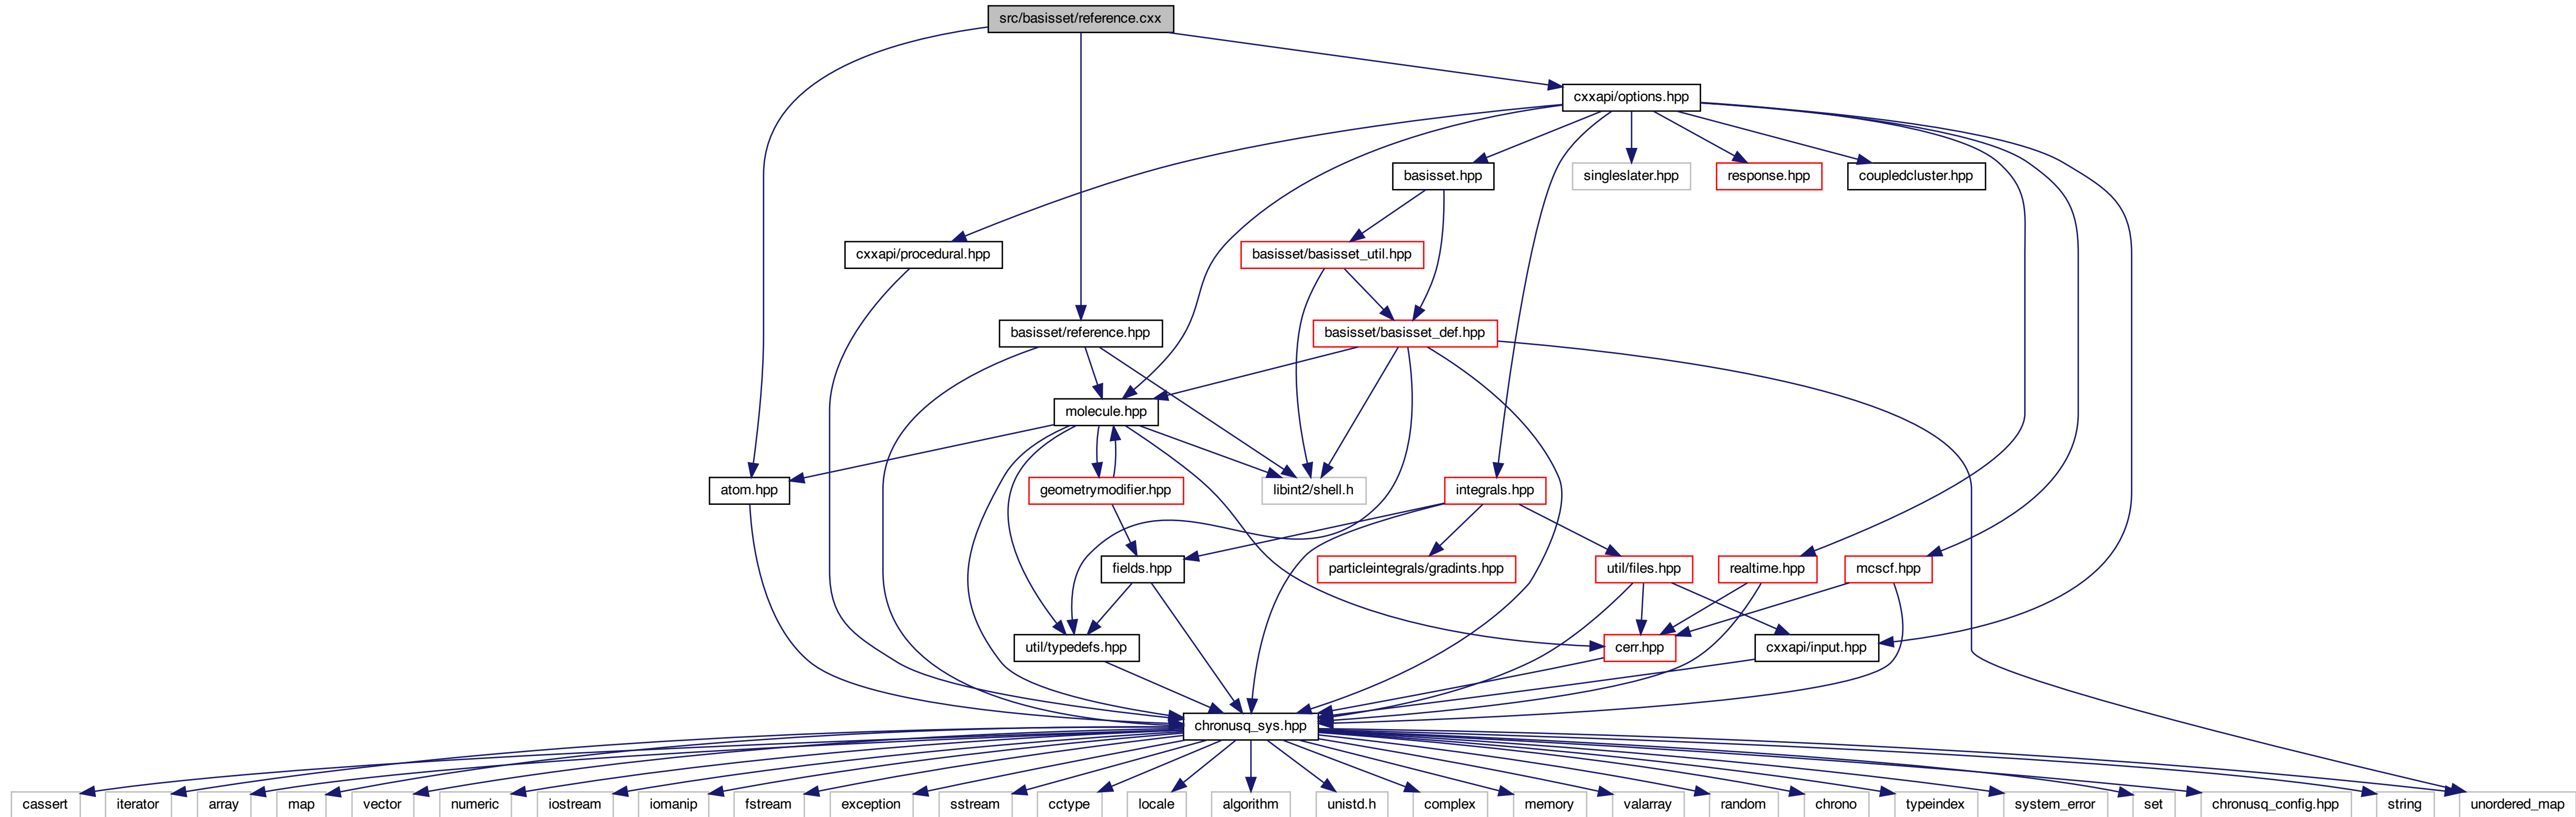 src/basisset/reference.cxx
cxxapi/options.hpp
basisset.hpp
singleslater.hpp
response.hpp
coupledcluster.hpp
cxxapi/procedural.hpp
basisset/basisset_util.hpp
basisset/reference.hpp
basisset/basisset_def.hpp
molecule.hpp
atom.hpp
geometrymodifier.hpp
libint2/shell.h
integrals.hpp
fields.hpp
particleintegrals/gradints.hpp
util/files.hpp
realtime.hpp
mcscf.hpp
util/typedefs.hpp
cerr.hpp
cxxapi/input.hpp
chronusq_sys.hpp
cassert
iterator
array
map
vector
numeric
iostream
iomanip
fstream
exception
sstream
cctype
locale
algorithm
unistd.h
complex
memory
valarray
random
chrono
typeindex
system_error
set
chronusq_config.hpp
string
unordered_map